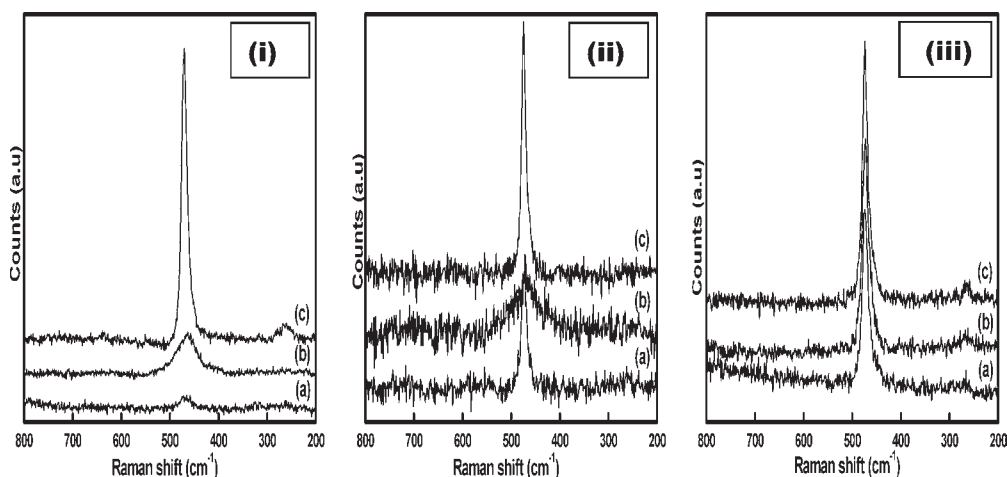 (i)
Counts (a.u)
(c)
(b)
(a)
800 700 600 500 400 300 200
Raman shift (cm-1)
(ii)
Counts (a.u)
(c)
(b)
(a)
800 700 600 500 400 300 200
Raman shift (cm-1)
(iii)
Counts (a.u)
(c)
(b)
(a)
800 700 600 500 400 300 200
Raman shift (cm-1)